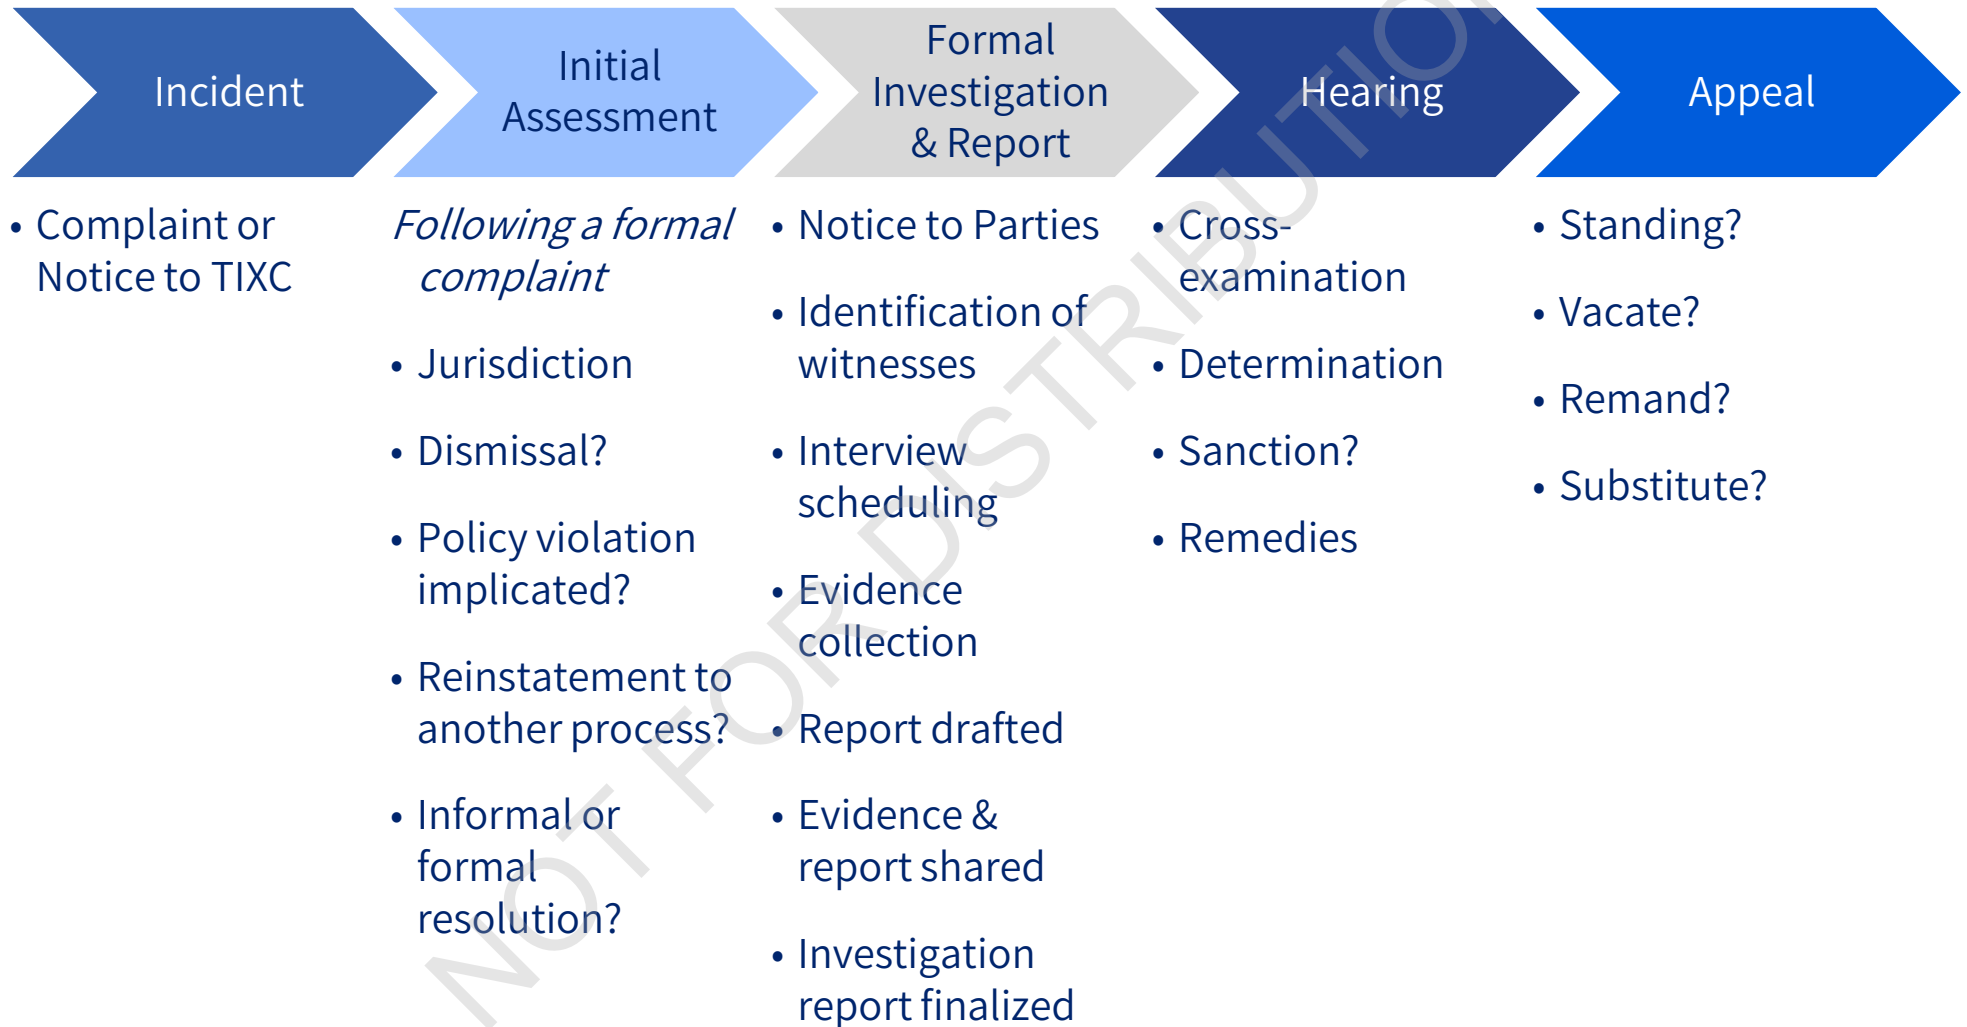 Incident
Initial
Assessment
Formal
Investigation
& Report
Hearing
Appeal
• Complaint or
Notice to TIXC
Following a formal
complaint
• Jurisdiction
• Dismissal?
• Policy violation
implicated?
• Reinstatement to
another process?
• Informal or
formal
resolution?
• Notice to Parties
• Identification of
witnesses
• Interview
scheduling
• Evidence
collection
• Report drafted
• Evidence &
report shared
• Investigation
report finalized
• Cross-
examination
• Determination
• Sanction?
• Remedies
• Standing?
• Vacate?
• Remand?
• Substitute?
NOT FOR DISTRIBUTION